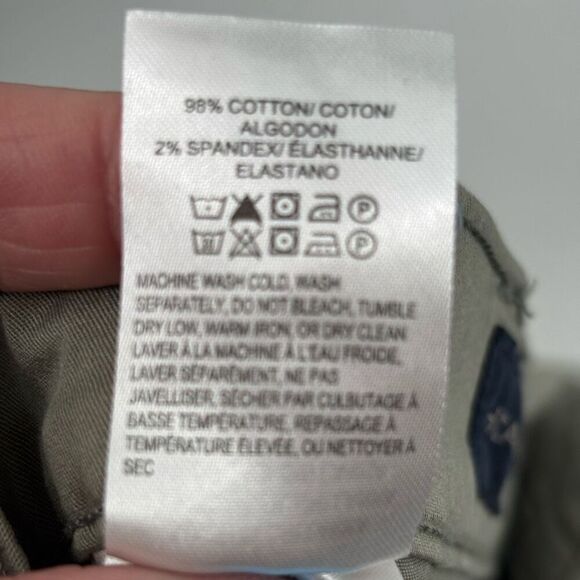 98% COTTON/ COTON/
ALGODON
2% SPANDEX/ ÉLASTHANNE/
ELASTANO
P
P
MACHINE WASH COLD, WASH
SEPARATELY, DO NOT BLEACH, TUMBLE
DRY LOW, WARM IRON, OR DRY CLEAN
LAVER À LA MACHINE À L'EAU FROIDE,
LAVER SÉPARÉMENT, NE PAS
JAVELLISER, SÉCHER PAR CULBUTAGE À
BASSE TEMPÉRATURE, REPASSAGE À
TEMPÉRATURE ÉLEVÉE, OU NETTOYER À
SEC